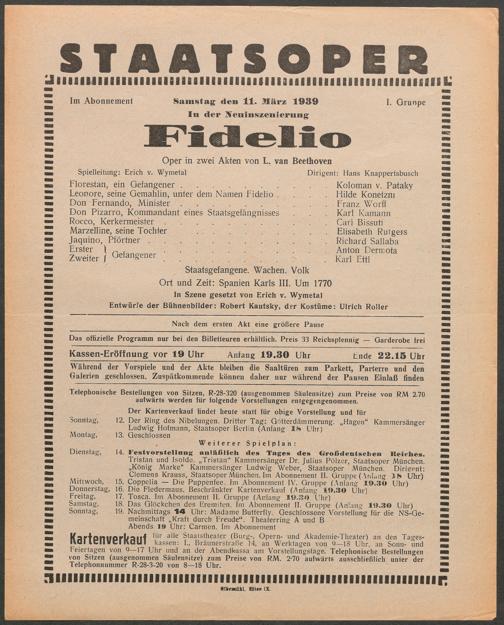 STAATSOPER
Im Abonnement Samstag den 11. März 1939 I. Gruppe
In der Neuinszenierung
Fidelio
Oper in zwei Akten von L. van Beethoven
Spielleitung: Erich v. Wymetal Dirigent: Hans Knappertsbusch
Florestan, ein Gefangener . . . . . Koloman v. Pataky
Leonore, seine Gemahlin, unter dem Namen Fidelio . . . Hilde Konetzni
Don Fernando, Minister . . . . . Franz Worff
Don Pizarro, Kommandant eines Staatsgefängnisses . . . Karl Kamann
Rocco, Kerkermeister . . . . . Carl Bissuti
Marzelline, seine Tochter . . . . . Elisabeth Rutgers
Jaquino, Pförtner . . . . . Richard Sallaba
Erster } Gefangener . . . . . Anton Dermota
Zweiter } Karl Ettl
Staatsgefangene. Wachen. Volk
Ort und Zeit: Spanien Karls III. Um 1770
In Szene gesetzt von Erich v. Wymetal
Entwürfe der Bühnenbilder: Robert Kautsky, der Kostüme: Ulrich Roller
Nach dem ersten Akt eine größere Pause
Das offizielle Programm nur bei den Billetteuren erhältlich. Preis 33 Reichspfennig — Garderobe frei
Kassen-Eröffnung vor 19 Uhr Anfang 19.30 Uhr Ende 22.15 Uhr
Während der Vorspiele und der Akte bleiben die Saaltüren zum Parkett, Parterre und den
Galerien geschlossen. Zuspätkommende können daher nur während der Pausen Einlaß finden
Telephonische Bestellungen von Sitzen, R-28-320 (ausgenommen Säulensitze) zum Preise von RM 2.70
aufwärts werden für folgende Vorstellungen entgegengenommen.
Der Kartenverkauf findet heute statt für obige Vorstellung und für
Sonntag, 12. Der Ring des Nibelungen. Dritter Tag: Götterdämmerung. „Hagen“ Kammersänger
Ludwig Hofmann, Staatsoper Berlin (Anfang 18 Uhr)
Montag, 13. Geschlossen
Weiterer Spielplan:
Dienstag, 14. Festvorstellung anläßlich des Tages des Großdeutschen Reiches.
Tristan und Isolde. „Tristan“ Kammersänger Dr. Julius Pölzer, Staatsoper München.
„König Marke“ Kammersänger Ludwig Weber, Staatsoper München. Dirigent:
Clemens Krauss, Staatsoper München. Im Abonnement II. Gruppe (Anfang 18 Uhr)
Mittwoch, 15. Coppelia — Die Puppenfee. Im Abonnement IV. Gruppe (Anfang 19.30 Uhr)
Donnerstag, 16. Die Fledermaus. Beschränkter Kartenverkauf (Anfang 19.30 Uhr)
Freitag, 17. Tosca. Im Abonnement II. Gruppe (Anfang 19.30 Uhr)
Samstag, 18. Das Glöckchen des Eremiten. Im Abonnement II. Gruppe (Anfang 19.30 Uhr)
Sonntag, 19. Nachmittag 14 Uhr: Madame Butterfly. Geschlossene Vorstellung für die NS-Ge-
meinschaft „Kraft durch Freude“. Theaterring A und B
Abends 19 Uhr: Carmen. Im Abonnement
Kartenverkauf für alle Staatstheater (Burg-, Opern- und Akademie-Theater) an den Tages-
kassen: I., Bräunerstraße 14, an Werktagen von 9—18 Uhr, an Sonn- und
Feiertagen von 9—17 Uhr und an der Abendkassa am Vorstellungstage. Telephonische Bestellungen
von Sitzen (ausgenommen Säulensitze) zum Preise von RM. 2·70 aufwärts ausschließlich unter der
Telephonnummer R-28-3-20 von 8—18 Uhr.
Elbemühl, Wien IX.